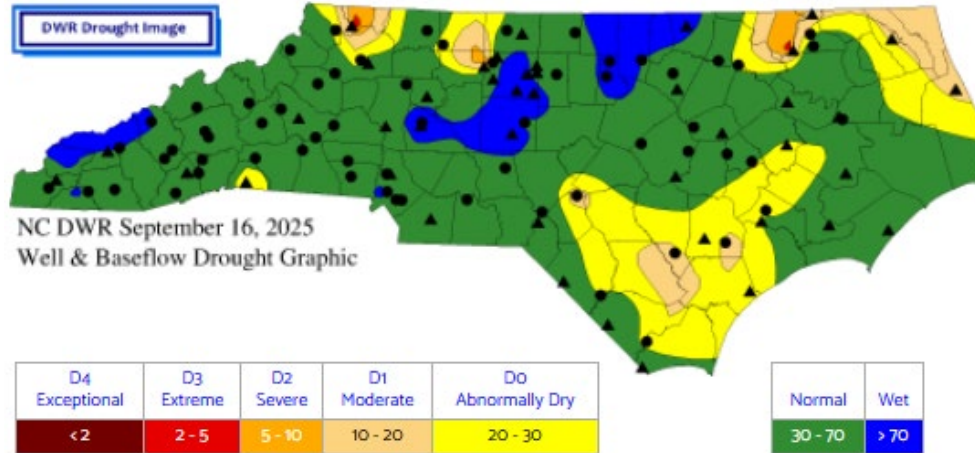 DWR Drought Image
NC DWR September 16, 2025
Well & Baseflow Drought Graphic
D4 D3 D2 D1 D0
Exceptional Extreme Severe Moderate Abnormally Dry Normal Wet
<2 2 - 5 5 - 10 10 - 20 20 - 30 30 - 70 >70